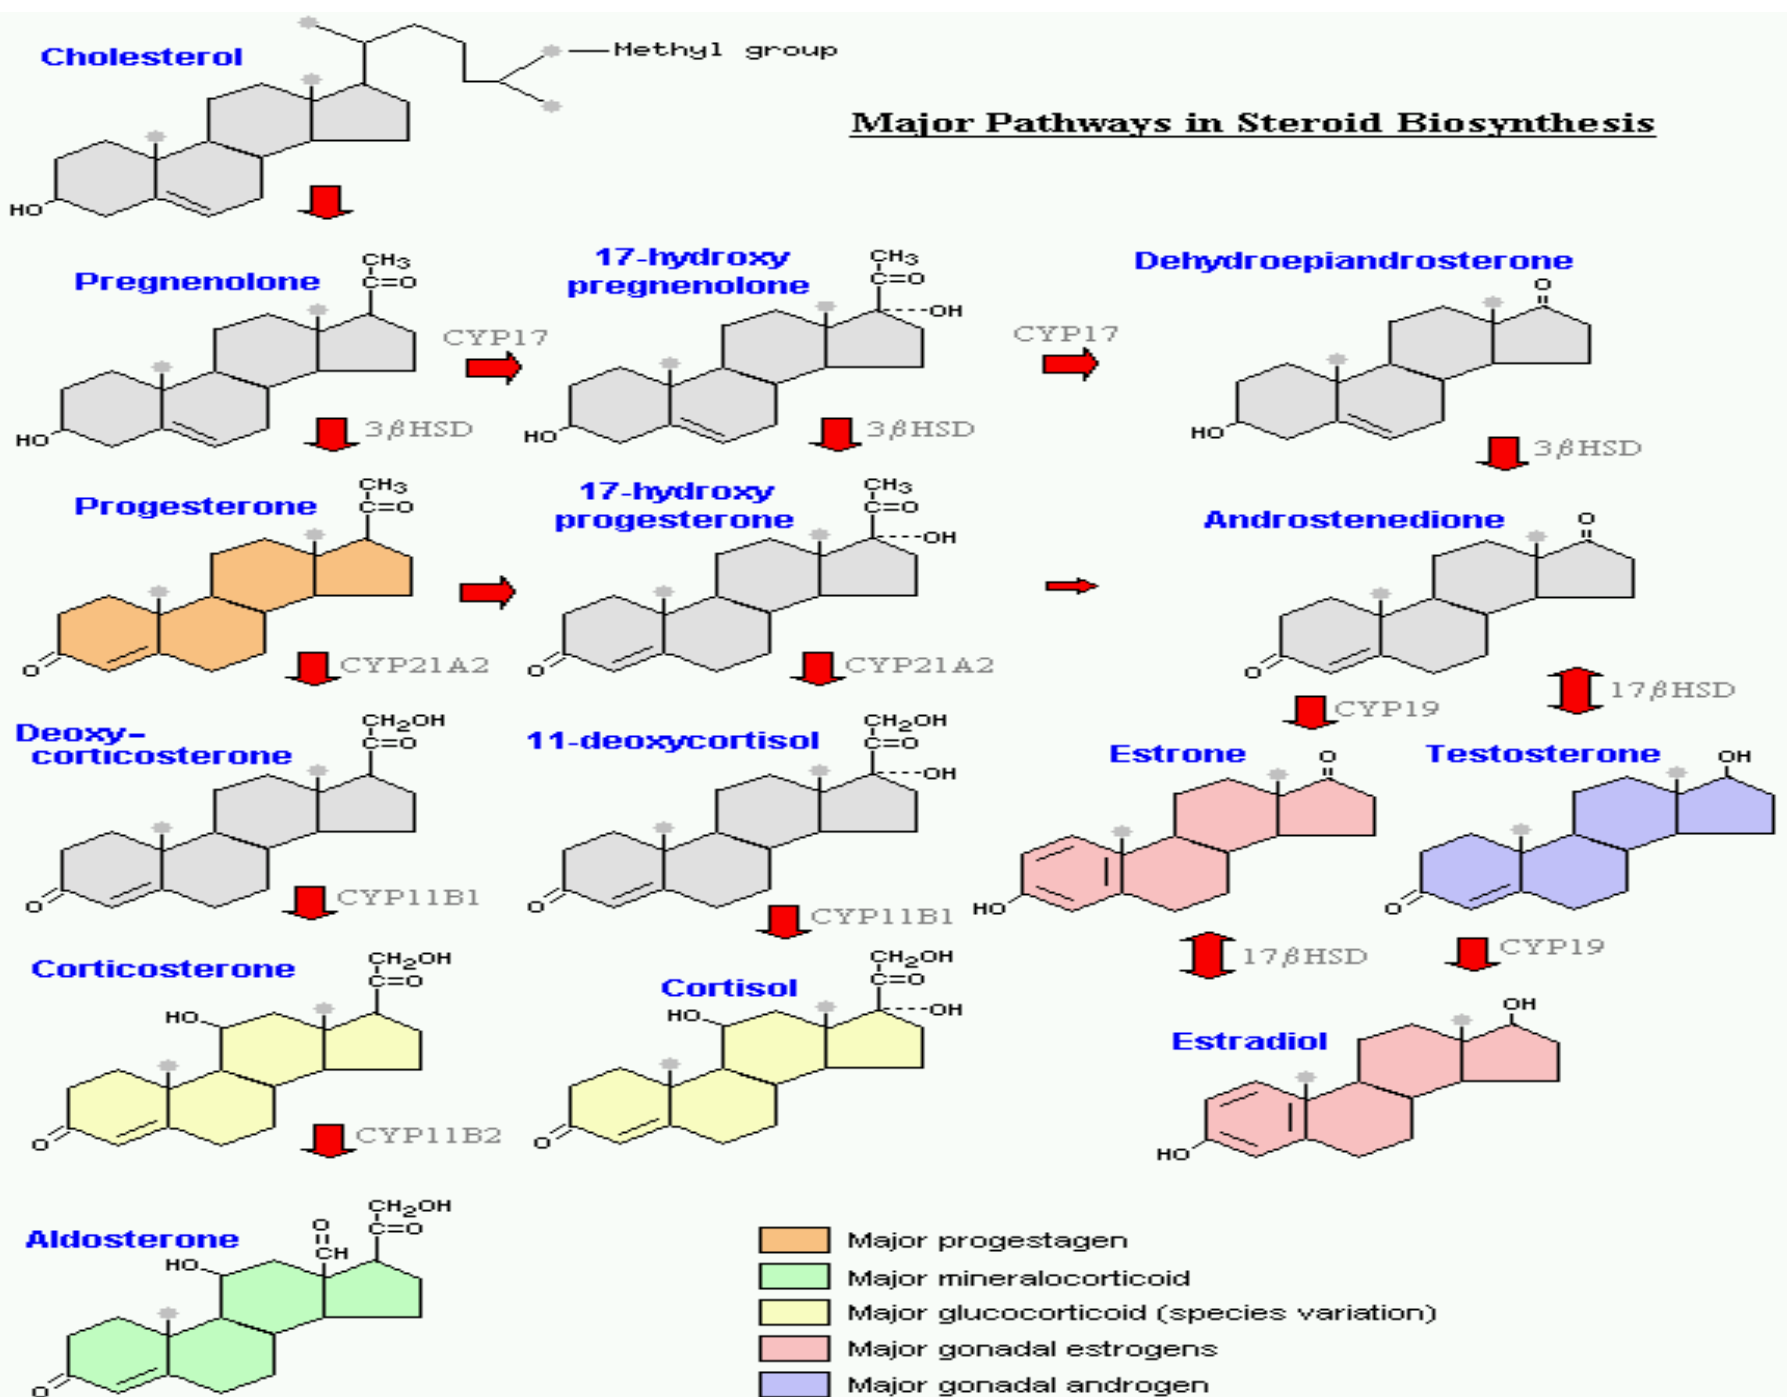 Cholesterol
Methyl group
Major Pathways in Steroid Biosynthesis
HO
Pregnenolone
CH3
C=O
HO
CYP17
17-hydroxy
pregnenolone
CH3
C=O
OH
HO
CYP17
Dehydroepiandrosterone
O
HO
3βHSD
3βHSD
3βHSD
Progesterone
CH3
C=O
O
17-hydroxy
progesterone
CH3
C=O
OH
O
Androstenedione
O
O
CYP21A2
CYP21A2
CYP19
17βHSD
Deoxy-
corticosterone
CH2OH
C=O
O
11-deoxycortisol
CH2OH
C=O
OH
O
Estrone
O
HO
Testosterone
OH
O
CYP11B1
CYP11B1
17βHSD
CYP19
Corticosterone
CH2OH
C=O
HO
O
Cortisol
CH2OH
C=O
HO
OH
O
Estradiol
OH
HO
CYP11B2
Aldosterone
CH2OH
C=O
O
CH
HO
O
Major progestagen
Major mineralocorticoid
Major glucocorticoid (species variation)
Major gonadal estrogens
Major gonadal androgen